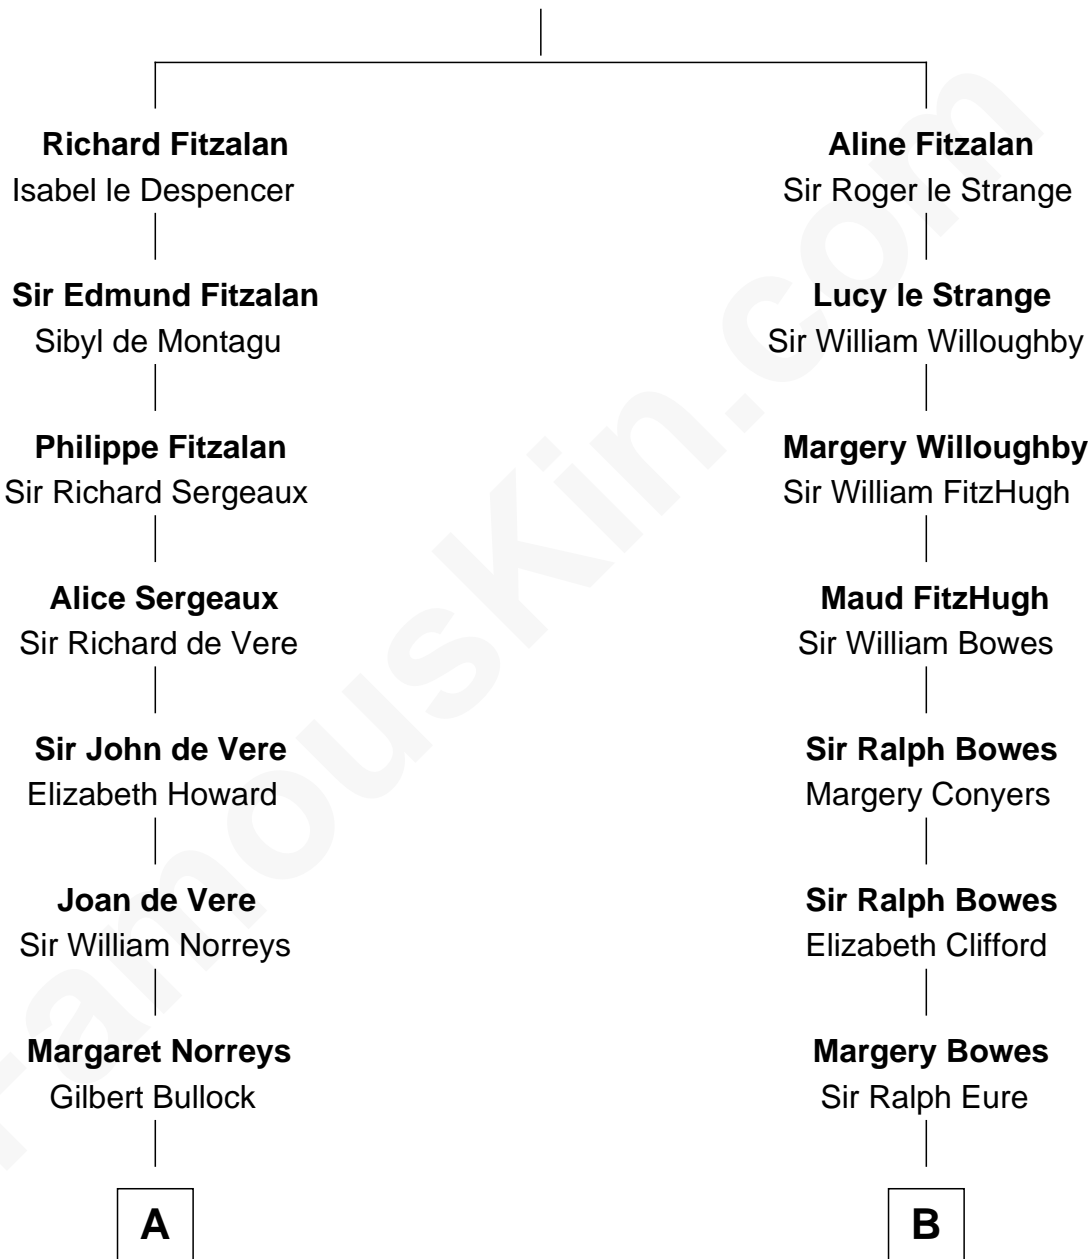 Richard Fitzalan
Isabel le Despencer
Sir Edmund Fitzalan
Sibyl de Montagu
Philippe Fitzalan
Sir Richard Sergeaux
Alice Sergeaux
Sir Richard de Vere
Sir John de Vere
Elizabeth Howard
Joan de Vere
Sir William Norreys
Margaret Norreys
Gilbert Bullock
A
Aline Fitzalan
Sir Roger le Strange
Lucy le Strange
Sir William Willoughby
Margery Willoughby
Sir William FitzHugh
Maud FitzHugh
Sir William Bowes
Sir Ralph Bowes
Margery Conyers
Sir Ralph Bowes
Elizabeth Clifford
Margery Bowes
Sir Ralph Eure
B
FamousKin.com